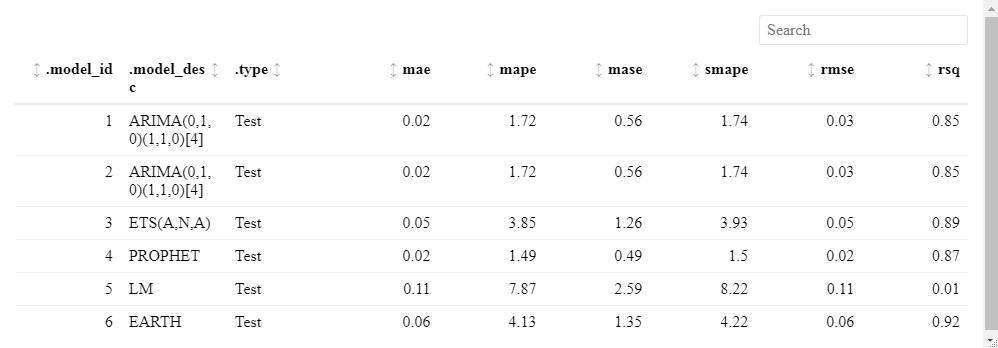 Search
.model_id .model_des .type mae mape mase smape rmse rsq
c
1 ARIMA(0,1, Test 0.02 1.72 0.56 1.74 0.03 0.85
0)(1,1,0)[4]
2 ARIMA(0,1, Test 0.02 1.72 0.56 1.74 0.03 0.85
0)(1,1,0)[4]
3 ETS(A,N,A) Test 0.05 3.85 1.26 3.93 0.05 0.89
4 PROPHET Test 0.02 1.49 0.49 1.5 0.02 0.87
5 LM Test 0.11 7.87 2.59 8.22 0.11 0.01
6 EARTH Test 0.06 4.13 1.35 4.22 0.06 0.92